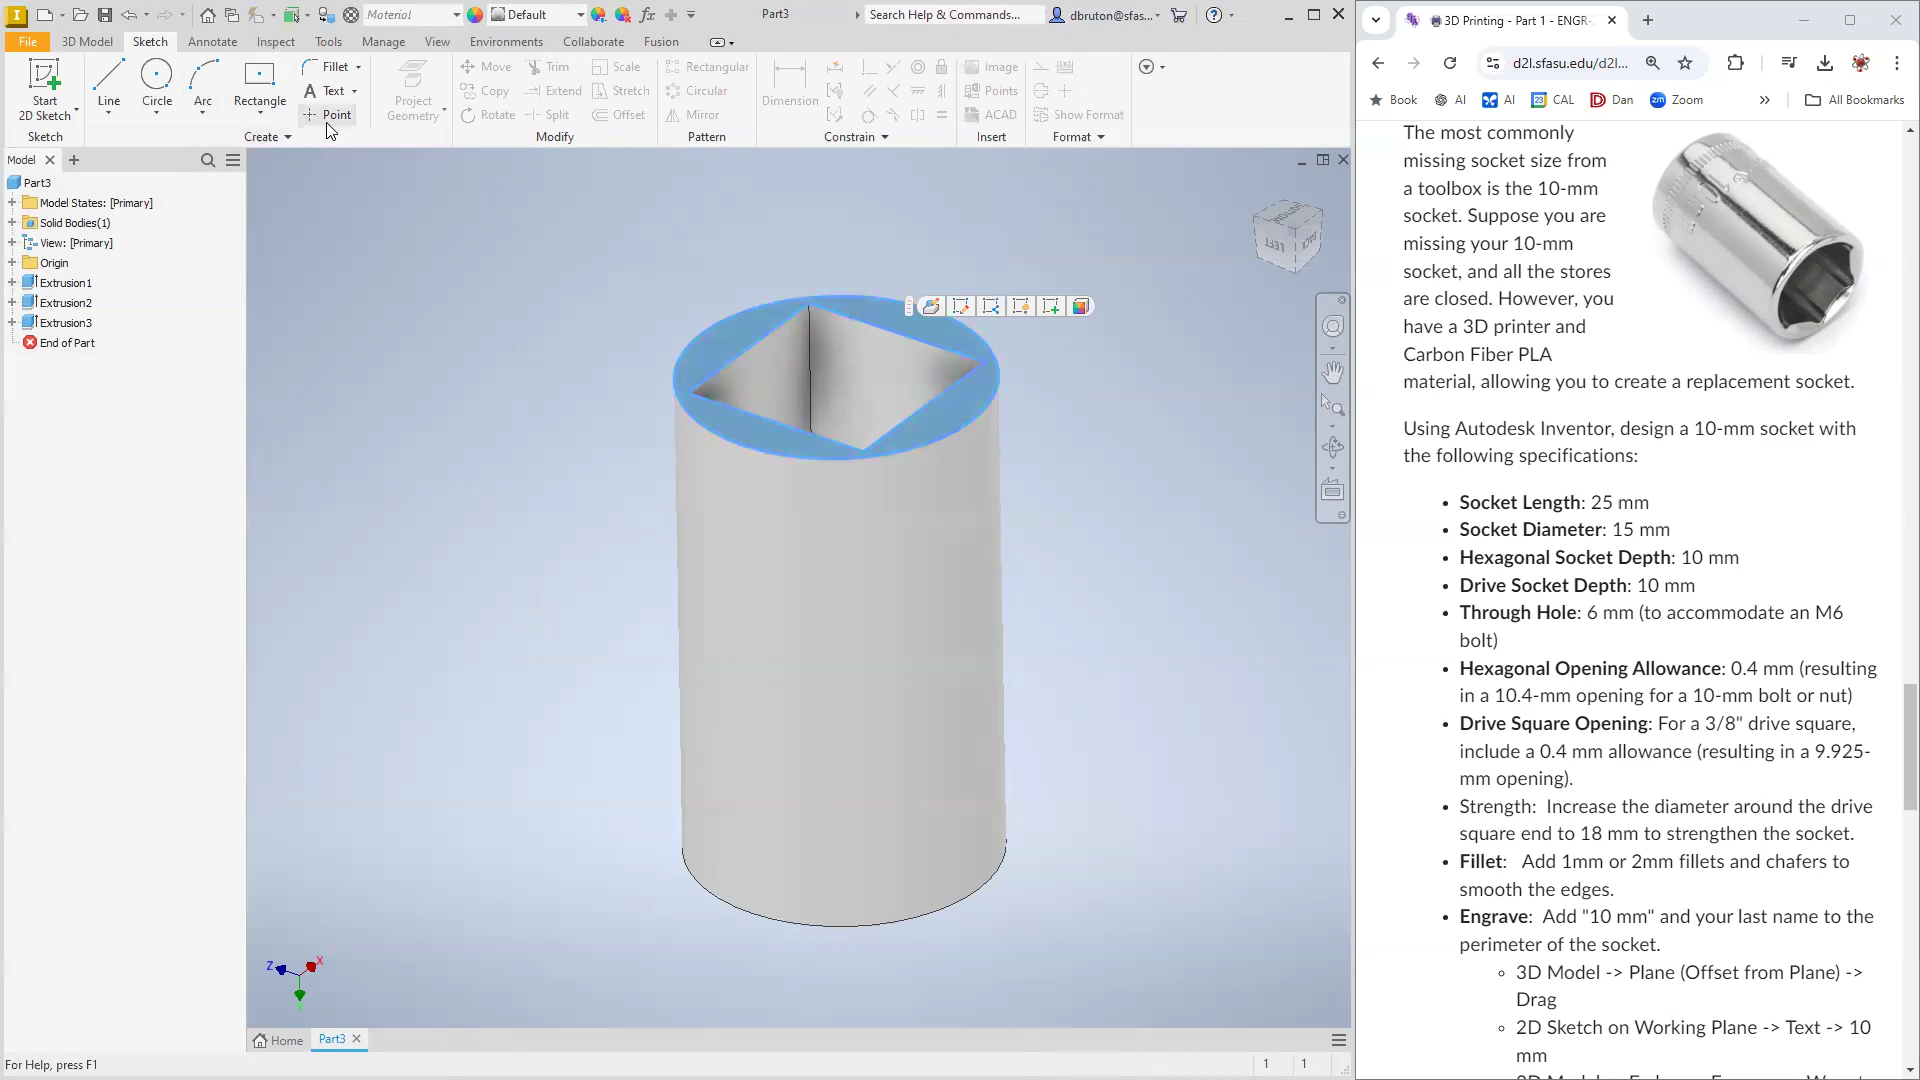 Material
Default
Part3
Search Help & Commands...
dbruton@sfas...
File
3D Model
Sketch
Annotate
Inspect
Tools
Manage
View
Environments
Collaborate
Fusion
Start
2D Sketch
Line
Circle
Arc
Rectangle
Fillet
Text
Point
Project
Geometry
Move
Trim
Scale
Copy
Extend
Stretch
Rotate
Split
Offset
Rectangular
Circular
Mirror
Dimension
Image
Points
ACAD
Show Format
Sketch
Create
Modify
Pattern
Constrain
Insert
Format
Model
Part3
Model States: [Primary]
Solid Bodies(1)
View: [Primary]
Origin
Extrusion1
Extrusion2
Extrusion3
End of Part
BOTTOM
LEFT
BACK
Z
X
Home
Part3
For Help, press F1
1
1
3D Printing - Part 1 - ENGR-
d2l.sfasu.edu/d2l...
Book
AI
AI
CAL
Dan
Zoom
All Bookmarks
The most commonly
missing socket size from
a toolbox is the 10-mm
socket. Suppose you are
missing your 10-mm
socket, and all the stores
are closed. However, you
have a 3D printer and
Carbon Fiber PLA
material, allowing you to create a replacement socket.
Using Autodesk Inventor, design a 10-mm socket with
the following specifications:
• Socket Length: 25 mm
• Socket Diameter: 15 mm
• Hexagonal Socket Depth: 10 mm
• Drive Socket Depth: 10 mm
• Through Hole: 6 mm (to accommodate an M6
bolt)
• Hexagonal Opening Allowance: 0.4 mm (resulting
in a 10.4-mm opening for a 10-mm bolt or nut)
• Drive Square Opening: For a 3/8" drive square,
include a 0.4 mm allowance (resulting in a 9.925-
mm opening).
• Strength: Increase the diameter around the drive
square end to 18 mm to strengthen the socket.
• Fillet: Add 1mm or 2mm fillets and chafers to
smooth the edges.
• Engrave: Add "10 mm" and your last name to the
perimeter of the socket.
◦ 3D Model -> Plane (Offset from Plane) ->
Drag
◦ 2D Sketch on Working Plane -> Text -> 10
mm